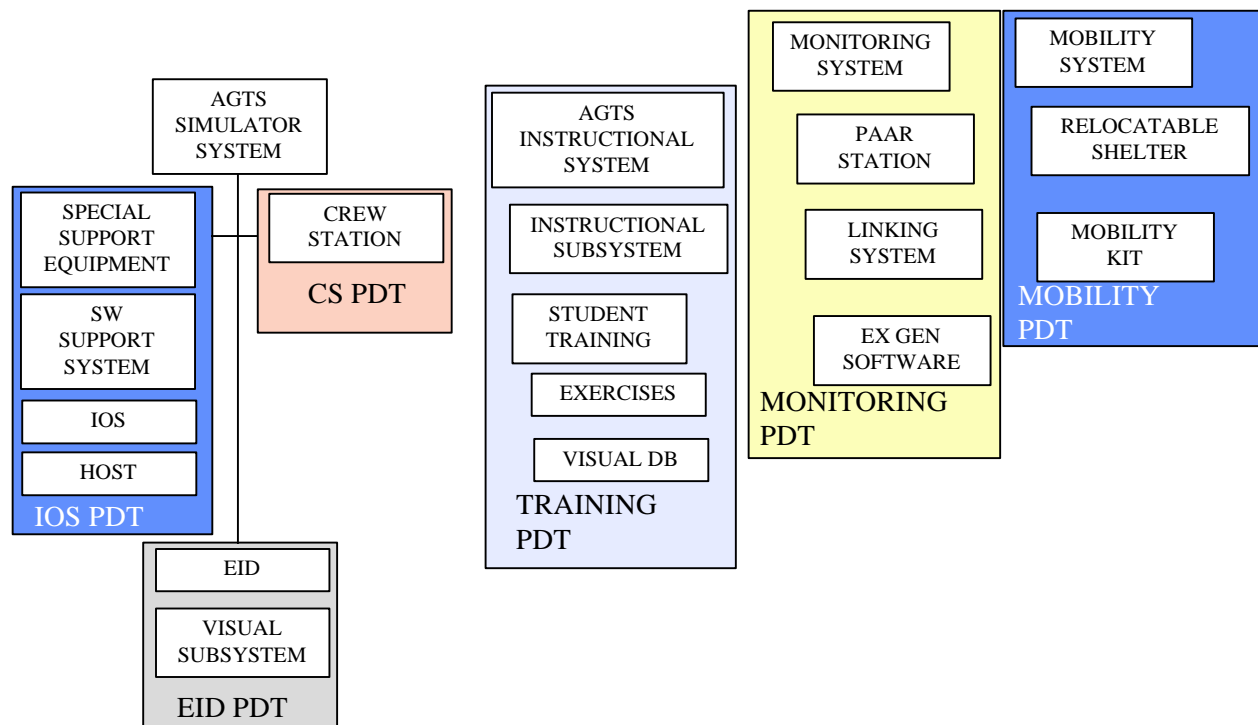 AGTS
SIMULATOR
SYSTEM
SPECIAL
SUPPORT
EQUIPMENT
SW
SUPPORT
SYSTEM
IOS
HOST
IOS PDT
CREW
STATION
CS PDT
EID
VISUAL
SUBSYSTEM
EID PDT
AGTS
INSTRUCTIONAL
SYSTEM
INSTRUCTIONAL
SUBSYSTEM
STUDENT
TRAINING
EXERCISES
VISUAL DB
TRAINING
PDT
MONITORING
SYSTEM
PAAR
STATION
LINKING
SYSTEM
EX GEN
SOFTWARE
MONITORING
PDT
MOBILITY
SYSTEM
RELOCATABLE
SHELTER
MOBILITY
KIT
MOBILITY
PDT